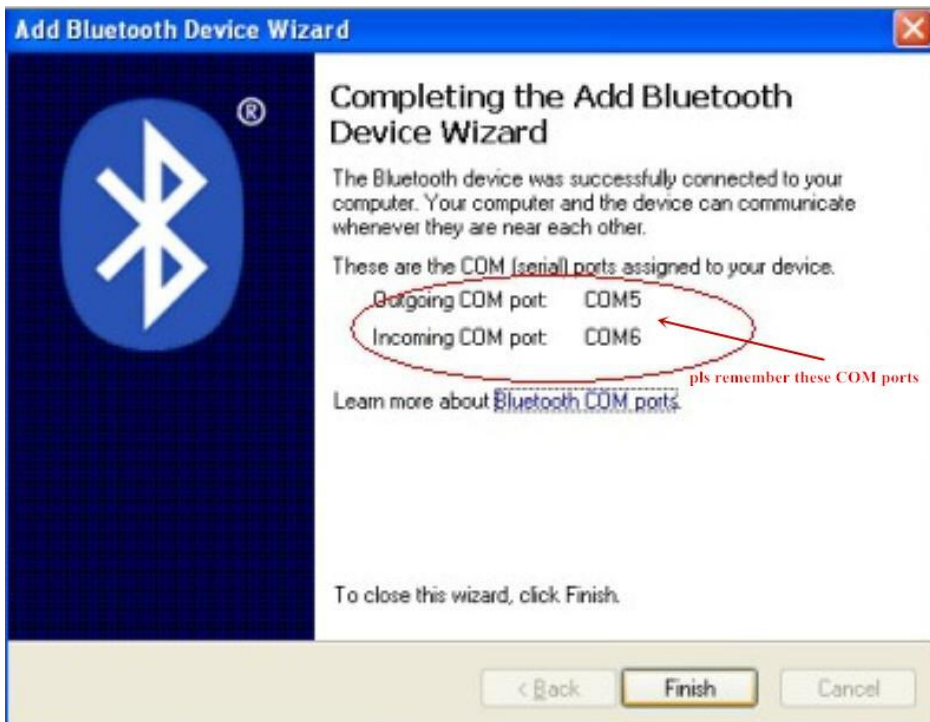 Add Bluetooth Device Wizard
®
Completing the Add Bluetooth
Device Wizard
The Bluetooth device was successfully connected to your
computer. Your computer and the device can communicate
whenever they are near each other.
These are the COM (serial) ports assigned to your device.
Outgoing COM port: COM5
Incoming COM port: COM6
pls remember these COM ports
Learn more about Bluetooth COM ports.
To close this wizard, click Finish.
< Back Finish Cancel